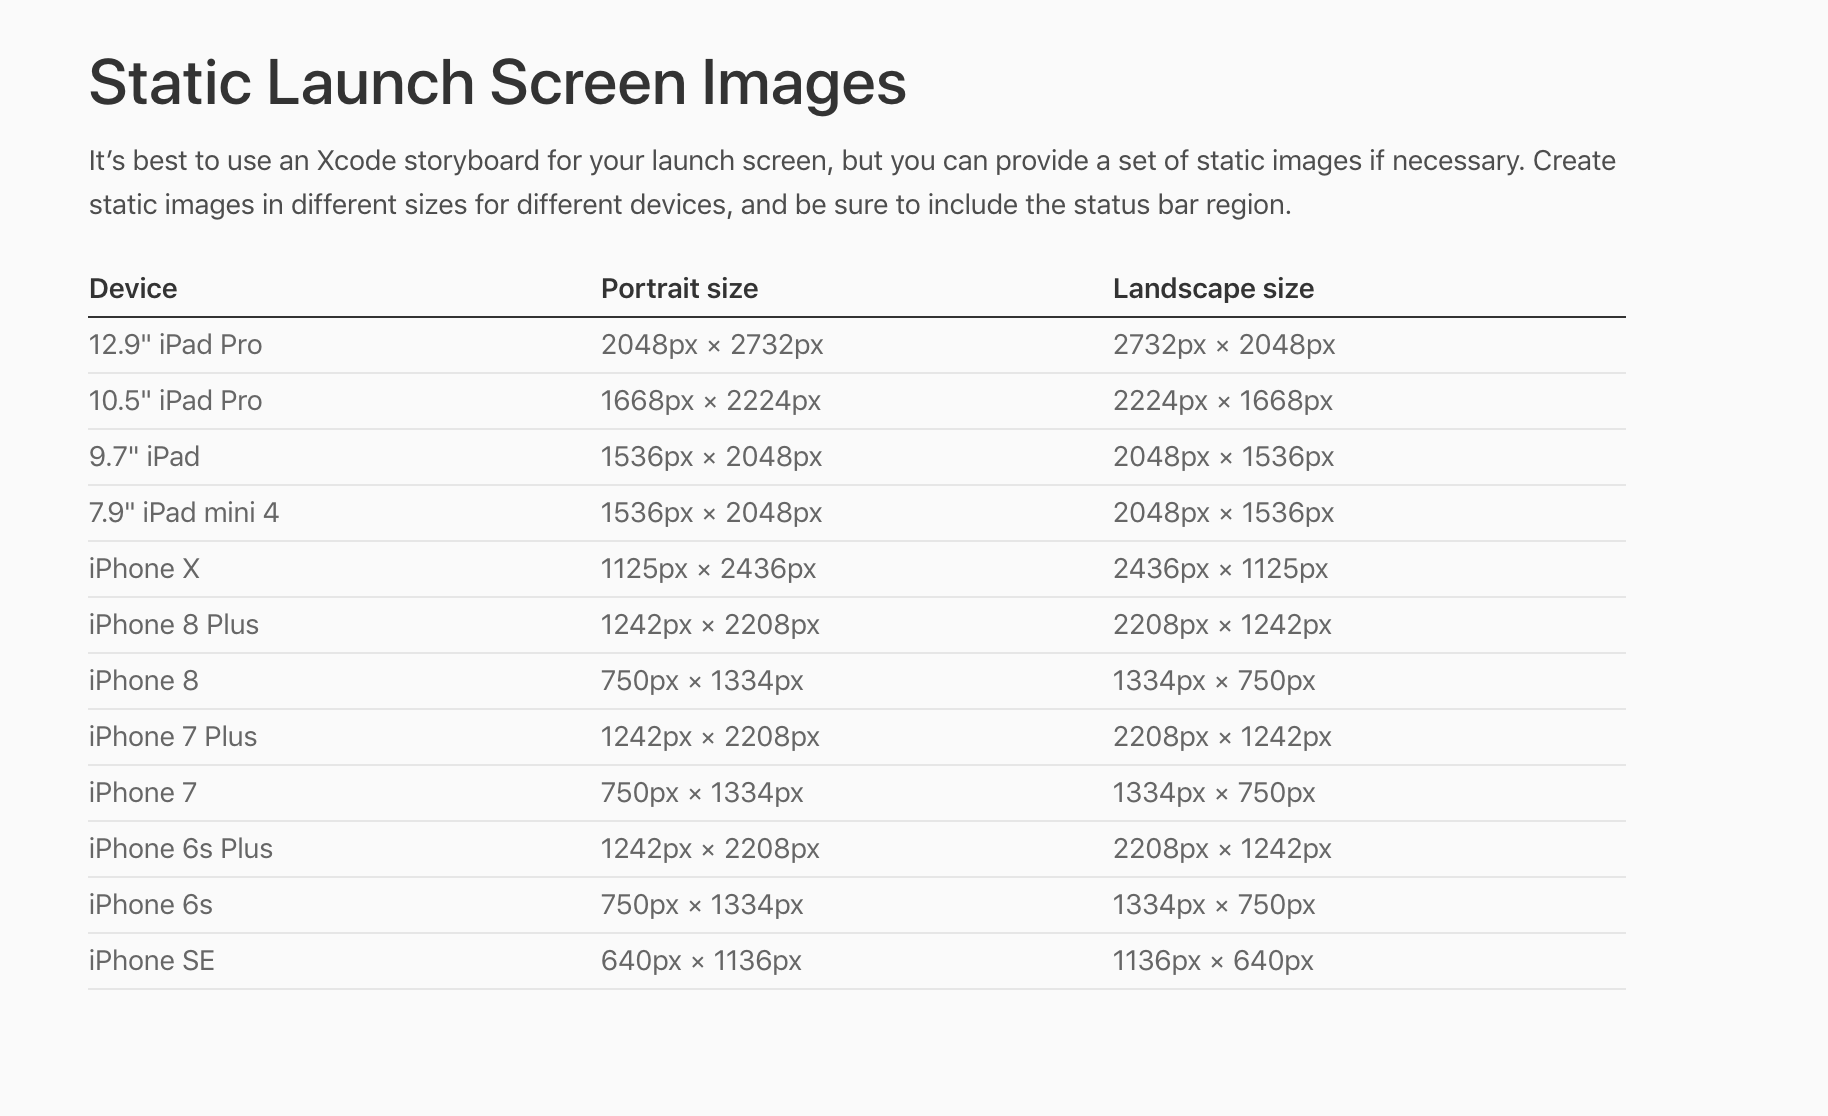 Static Launch Screen Images
It’s best to use an Xcode storyboard for your launch screen, but you can provide a set of static images if necessary. Create
static images in different sizes for different devices, and be sure to include the status bar region.
Device Portrait size Landscape size
12.9" iPad Pro 2048px × 2732px 2732px × 2048px
10.5" iPad Pro 1668px × 2224px 2224px × 1668px
9.7" iPad 1536px × 2048px 2048px × 1536px
7.9" iPad mini 4 1536px × 2048px 2048px × 1536px
iPhone X 1125px × 2436px 2436px × 1125px
iPhone 8 Plus 1242px × 2208px 2208px × 1242px
iPhone 8 750px × 1334px 1334px × 750px
iPhone 7 Plus 1242px × 2208px 2208px × 1242px
iPhone 7 750px × 1334px 1334px × 750px
iPhone 6s Plus 1242px × 2208px 2208px × 1242px
iPhone 6s 750px × 1334px 1334px × 750px
iPhone SE 640px × 1136px 1136px × 640px